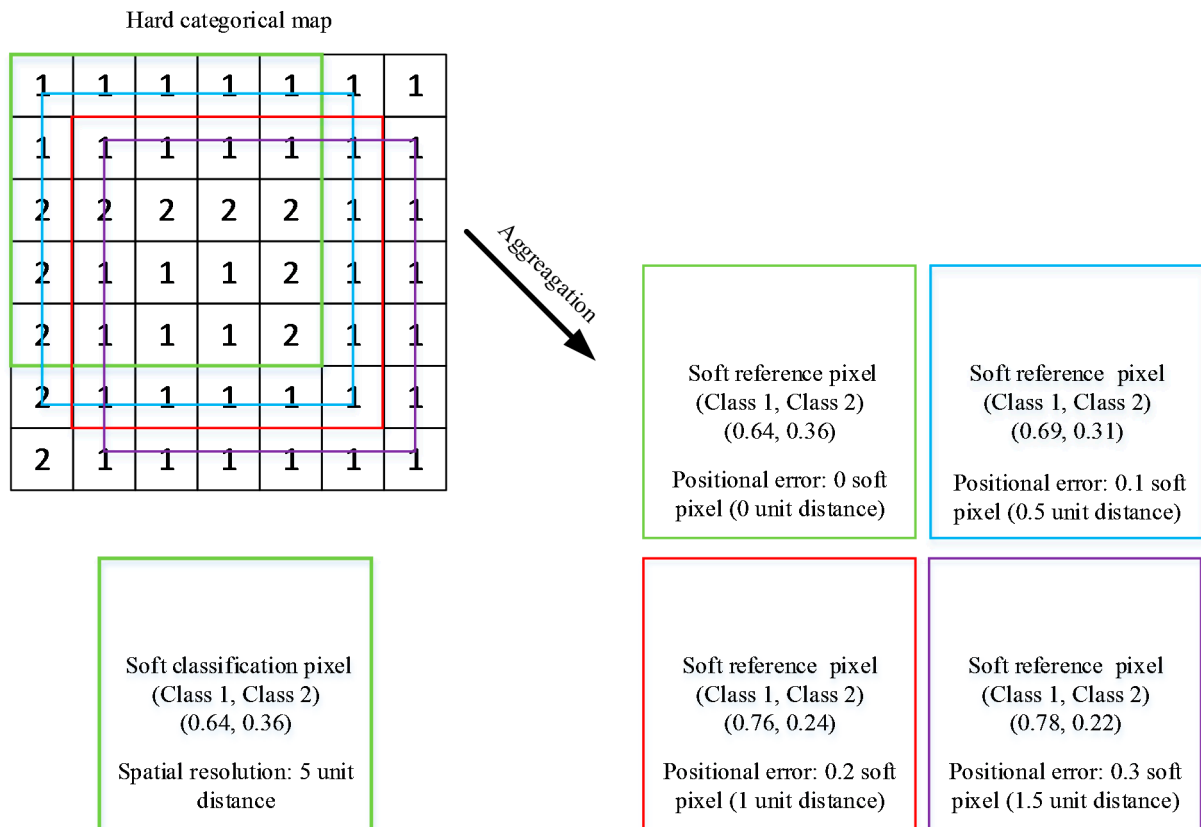 Hard categorical map
1 1 1 1 1 1 1
1 1 1 1 1 1 1
2 2 2 2 2 1 1
2 1 1 1 2 1 1
2 1 1 1 2 1 1
2 1 1 1 1 1 1
2 1 1 1 1 1 1
Aggreagation
Soft reference pixel
(Class 1, Class 2)
(0.64, 0.36)
Positional error: 0 soft
pixel (0 unit distance)
Soft reference pixel
(Class 1, Class 2)
(0.69, 0.31)
Positional error: 0.1 soft
pixel (0.5 unit distance)
Soft classification pixel
(Class 1, Class 2)
(0.64, 0.36)
Spatial resolution: 5 unit
distance
Soft reference pixel
(Class 1, Class 2)
(0.76, 0.24)
Positional error: 0.2 soft
pixel (1 unit distance)
Soft reference pixel
(Class 1, Class 2)
(0.78, 0.22)
Positional error: 0.3 soft
pixel (1.5 unit distance)